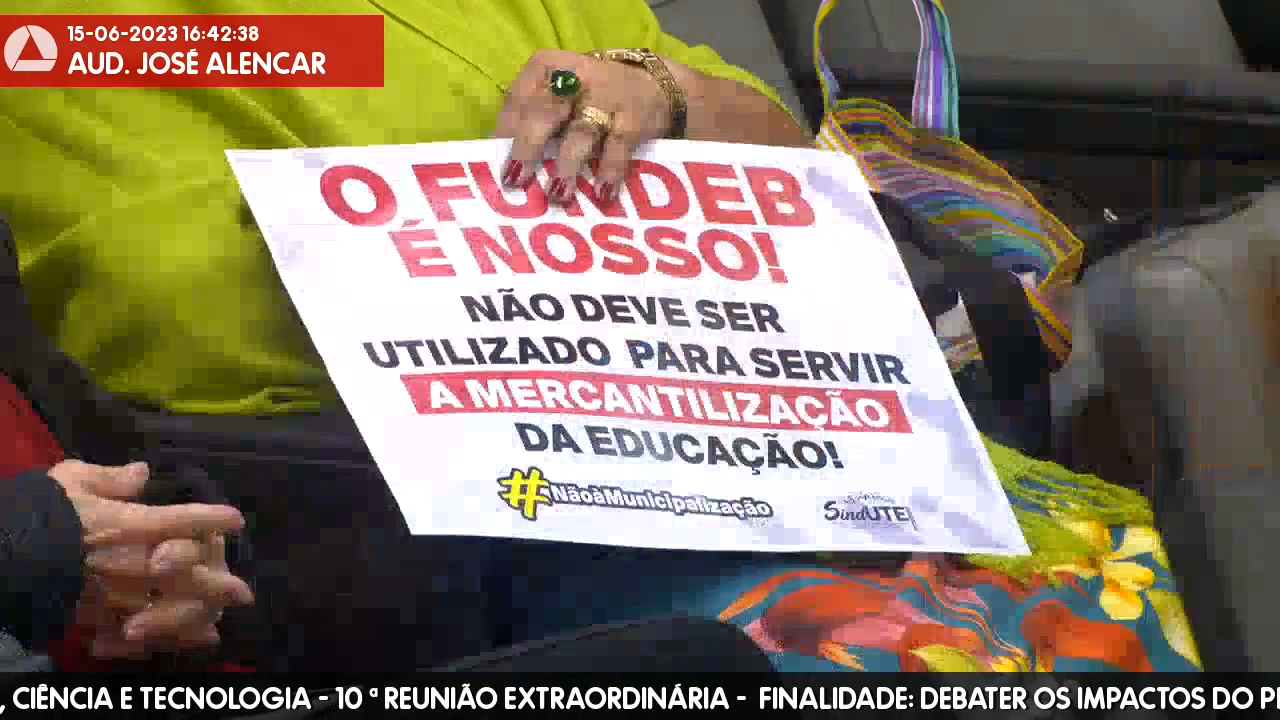 15-06-2023 16:42:38
AUD. JOSÉ ALENCAR
O FUNDEB
É NOSSO!
NÃO DEVE SER
UTILIZADO PARA SERVIR
A MERCANTILIZAÇÃO
DA EDUCAÇÃO!
#NãoàMunicipalização
SindUTE
, CIÊNCIA E TECNOLOGIA - 10 ª REUNIÃO EXTRAORDINÁRIA - FINALIDADE: DEBATER OS IMPACTOS DO